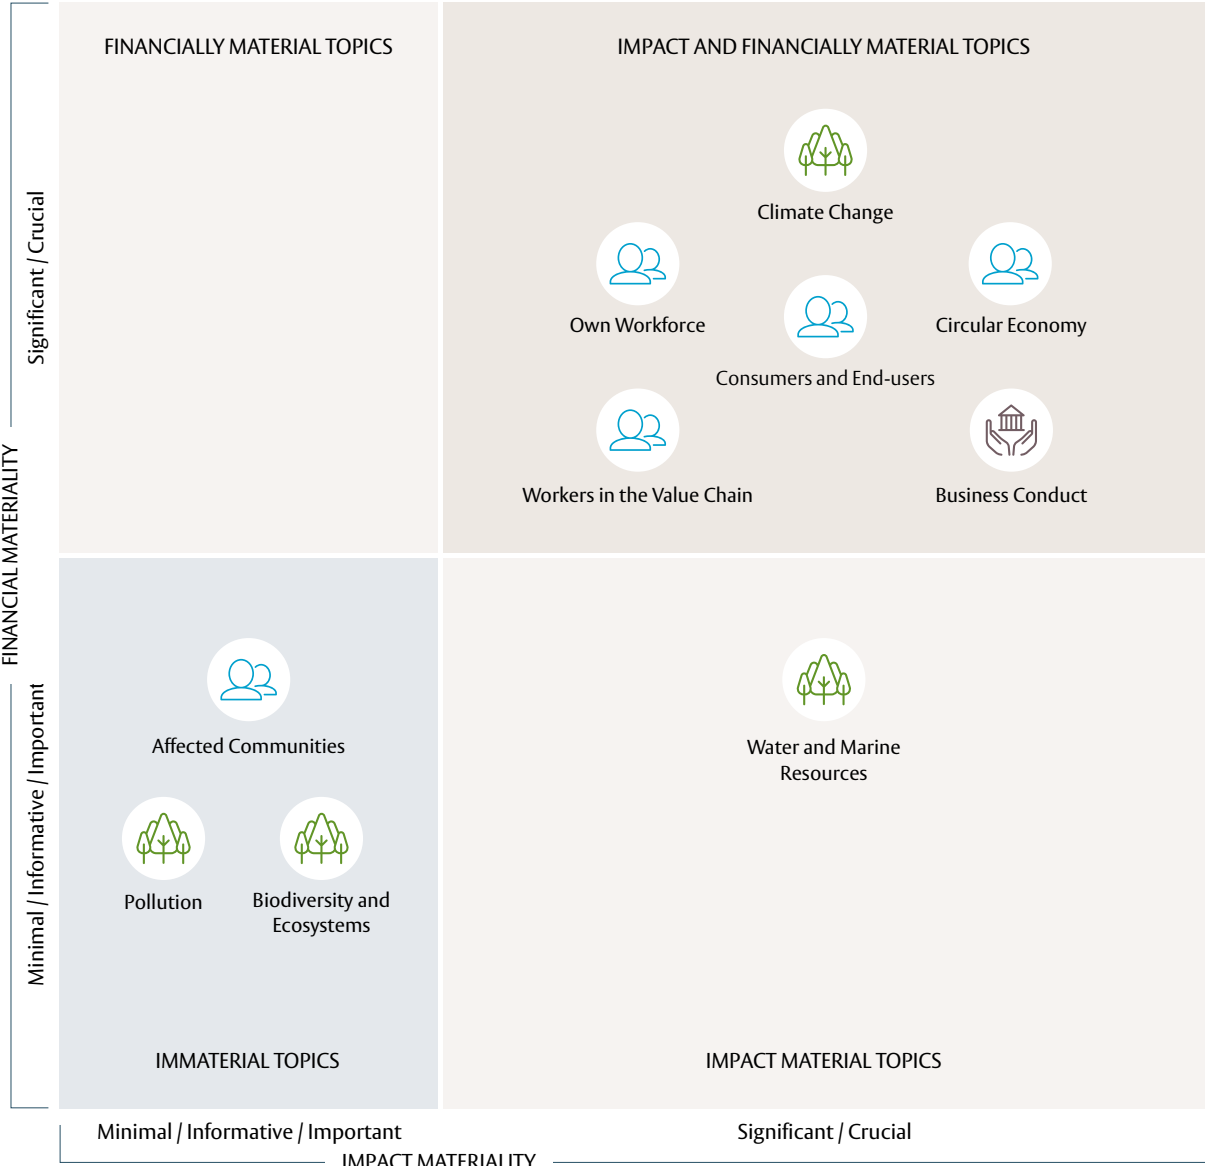 FINANCIALLY MATERIAL TOPICS
IMPACT AND FINANCIALLY MATERIAL TOPICS
Climate Change
Own Workforce
Circular Economy
Consumers and End-users
Workers in the Value Chain
Business Conduct
Significant / Crucial
FINANCIAL MATERIALITY
Minimal / Informative / Important
Affected Communities
Water and Marine
Resources
Pollution
Biodiversity and
Ecosystems
IMMATERIAL TOPICS
IMPACT MATERIAL TOPICS
Minimal / Informative / Important
Significant / Crucial
IMPACT MATERIALITY